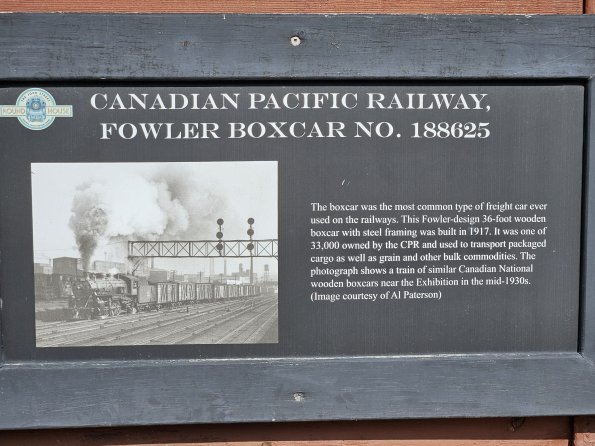 ROUND HOUSE
CANADIAN PACIFIC RAILWAY,
FOWLER BOXCAR NO. 188625
The boxcar was the most common type of freight car ever
used on the railways. This Fowler-design 36-foot wooden
boxcar with steel framing was built in 1917. It was one of
33,000 owned by the CPR and used to transport packaged
cargo as well as grain and other bulk commodities. The
photograph shows a train of similar Canadian National
wooden boxcars near the Exhibition in the mid-1930s.
(Image courtesy of Al Paterson)